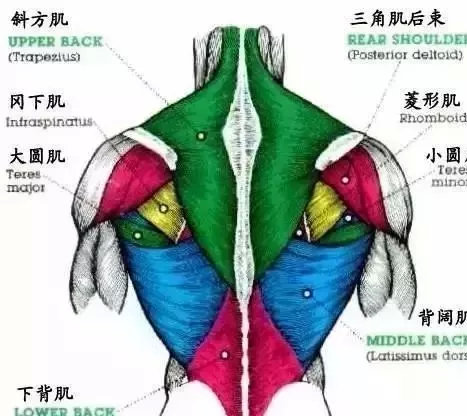 斜方肌
UPPER BACK
(Trapezius)
冈下肌
Infraspinatus
大圆肌
Teres
major
下背肌
LOWER BACK
三角肌后束
REAR SHOULDER
(Posterior deltoid)
菱形肌
Rhomboid
小圆
Teres
mino
背阔肌
MIDDLE BACK
(Latissimus dors